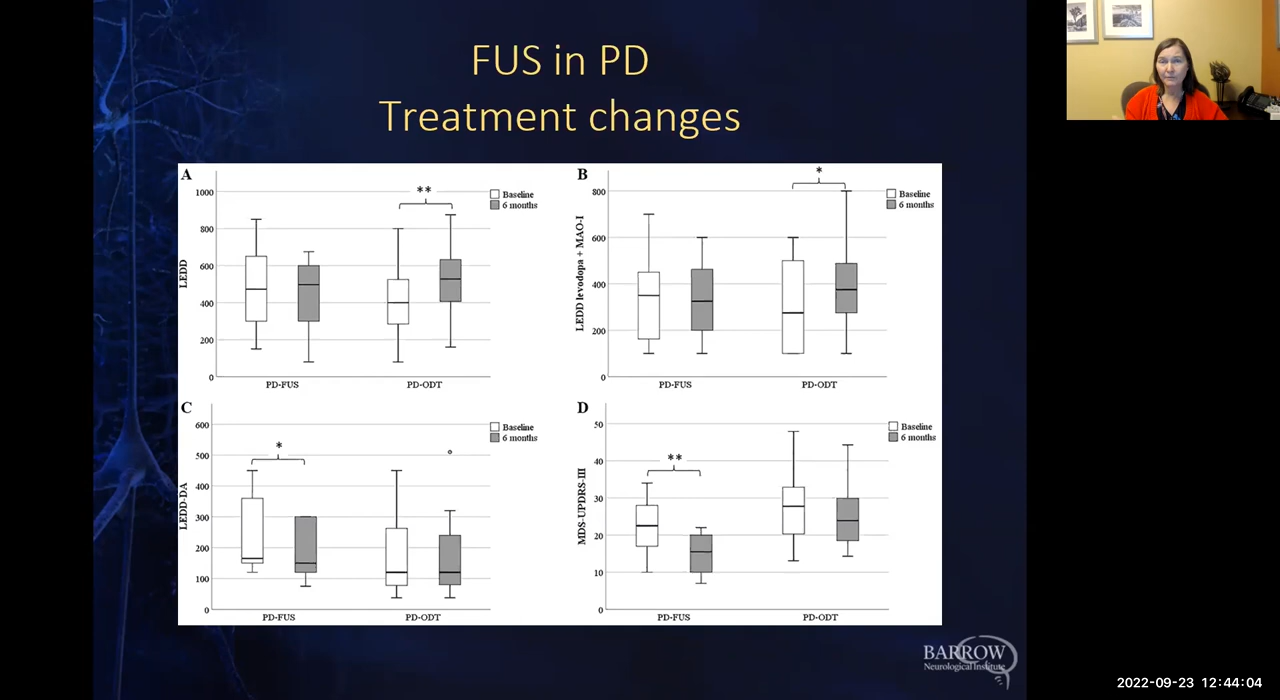 FUS in PD
Treatment changes
A
**
Baseline
6 months
1000
800
600
400
200
0
LEDD
PD-FUS
PD-ODT
B
*
Baseline
6 months
800
600
400
200
0
LEDD levodopa + MAO-I
PD-FUS
PD-ODT
C
*
Baseline
6 months
600
500
400
300
200
100
0
LEDD-DA
PD-FUS
PD-ODT
D
**
Baseline
6 months
50
40
30
20
10
0
MDS-UPDRS-III
PD-FUS
PD-ODT
BARROW
Neurological Institute
2022-09-23 12:44:04